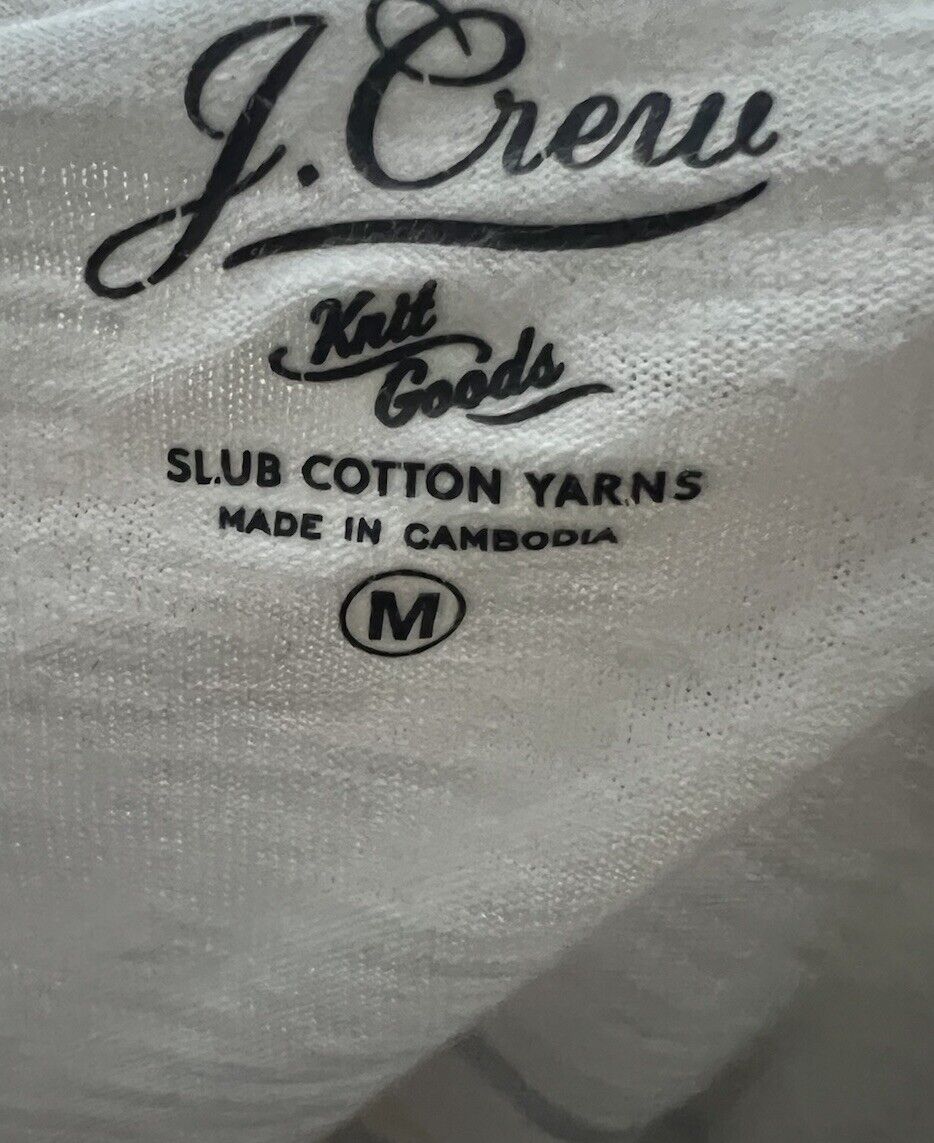 J.Crew
Knit
Goods
SLUB COTTON YARNS
MADE IN CAMBODIA
M